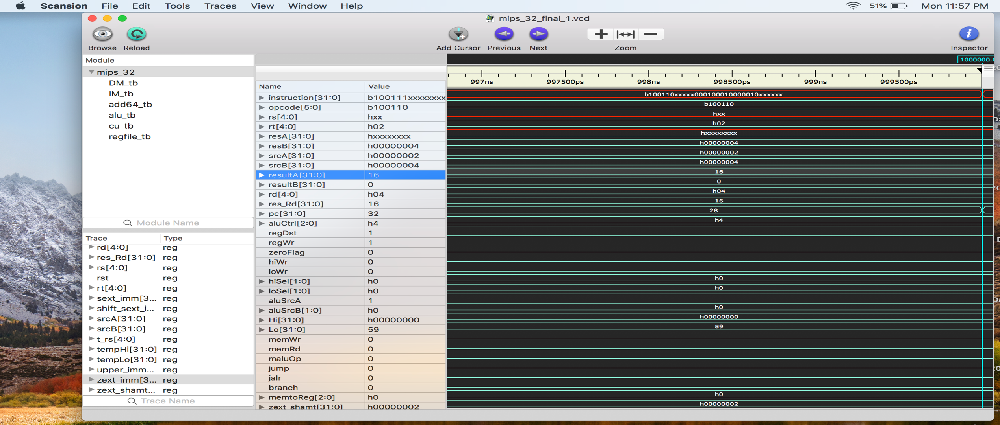 Scansion File Edit Tools Traces View Window Help 51% Mon 11:57 PM
mips_32_final_1.vcd
Browse Reload Add Cursor Previous Next Zoom Inspector
Module
mips_32
DM_tb
IM_tb
add64_tb
alu_tb
cu_tb
regfile_tb
Module Name
Trace Type
rd[4:0] reg
res_Rd[31:0] reg
rs[4:0] reg
rst reg
rt[4:0] reg
sext_imm[3... reg
shift_sext_i... reg
srcA[31:0] reg
srcB[31:0] reg
t_rs[4:0] reg
tempHi[31:0] reg
tempLo[31:0] reg
upper_imm... reg
zext_imm[3... reg
zext_shamt... reg
Trace Name
Name Value
instruction[31:0] b100111xxxxxxxx
opcode[5:0] b100110
rs[4:0] hxx
rt[4:0] h02
resA[31:0] hxxxxxxxx
resB[31:0] h00000004
srcA[31:0] h00000002
srcB[31:0] h00000004
resultA[31:0] 16
resultB[31:0] 0
rd[4:0] h04
res_Rd[31:0] 16
pc[31:0] 32
aluCtrl[2:0] h4
regDst 1
regWr 1
zeroFlag 0
hiWr 0
loWr 0
hiSel[1:0] h0
loSel[1:0] h0
aluSrcA 1
aluSrcB[1:0] h0
Hi[31:0] h00000000
Lo[31:0] 59
memWr 0
memRd 0
maluOp 0
jump 0
jalr 0
branch 0
memtoReg[2:0] h0
zext_shamt[31:0] h00000002
1000000.0
997ns 997500ps 998ns 998500ps 999ns 999500ps
b100110xxxxx000100010000010xxxxxx
b100110
hxx
h02
hxxxxxxxx
h00000004
h00000002
h00000004
16
0
h04
16
28
h4
h0
h0
h0
h00000000
59
h0
h00000002